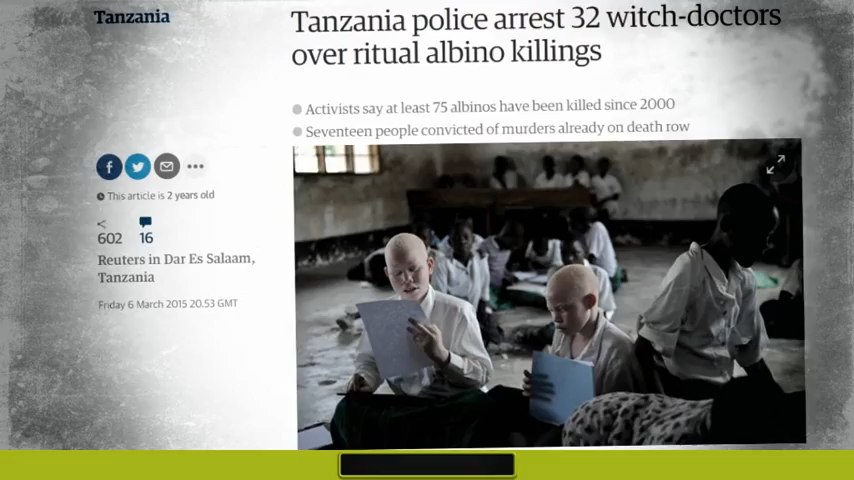 Tanzania
Tanzania police arrest 32 witch-doctors
over ritual albino killings
Activists say at least 75 albinos have been killed since 2000
Seventeen people convicted of murders already on death row
This article is 2 years old
602 16
Reuters in Dar Es Salaam,
Tanzania
Friday 6 March 2015 20.53 GMT